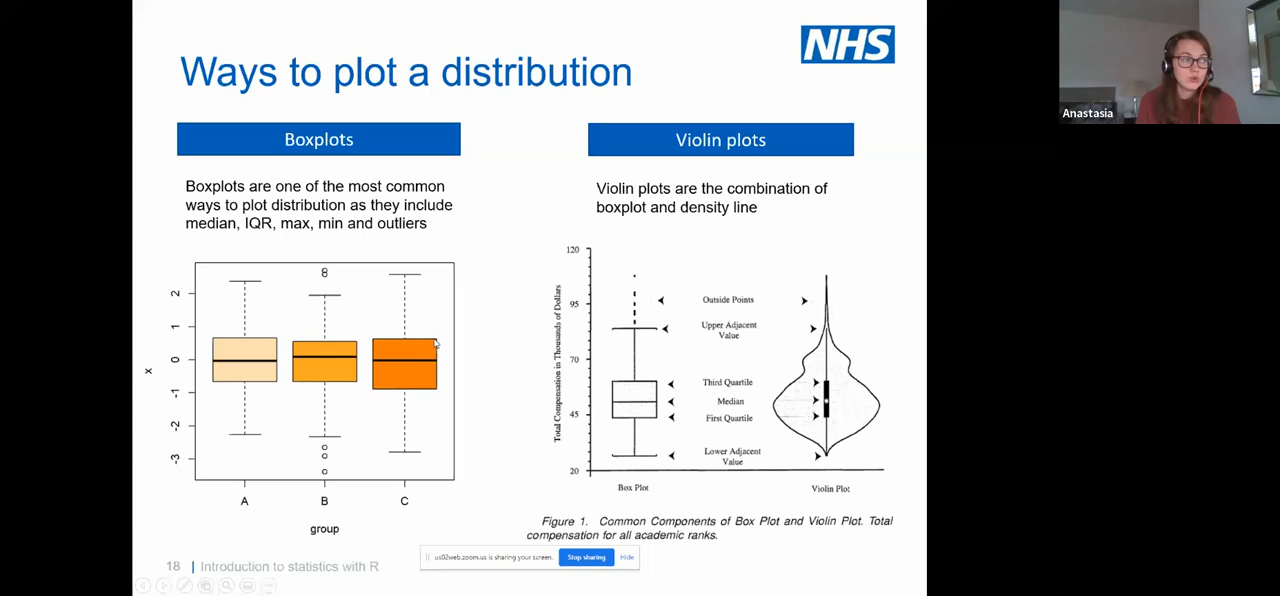 NHS
Ways to plot a distribution
Anastasia
Boxplots
Boxplots are one of the most common
ways to plot distribution as they include
median, IQR, max, min and outliers
2
1
0
-1
-2
-3
x
A B C
group
Violin plots
Violin plots are the combination of
boxplot and density line
120
95
70
45
20
Total Compensation in Thousands of Dollars
Outside Points
Upper Adjacent
Value
Third Quartile
Median
First Quartile
Lower Adjacent
Value
Box Plot Violin Plot
Figure 1. Common Components of Box Plot and Violin Plot. Total
compensation for all academic ranks.
us02web.zoom.us is sharing your screen. Stop sharing Hide
18 | Introduction to statistics with R